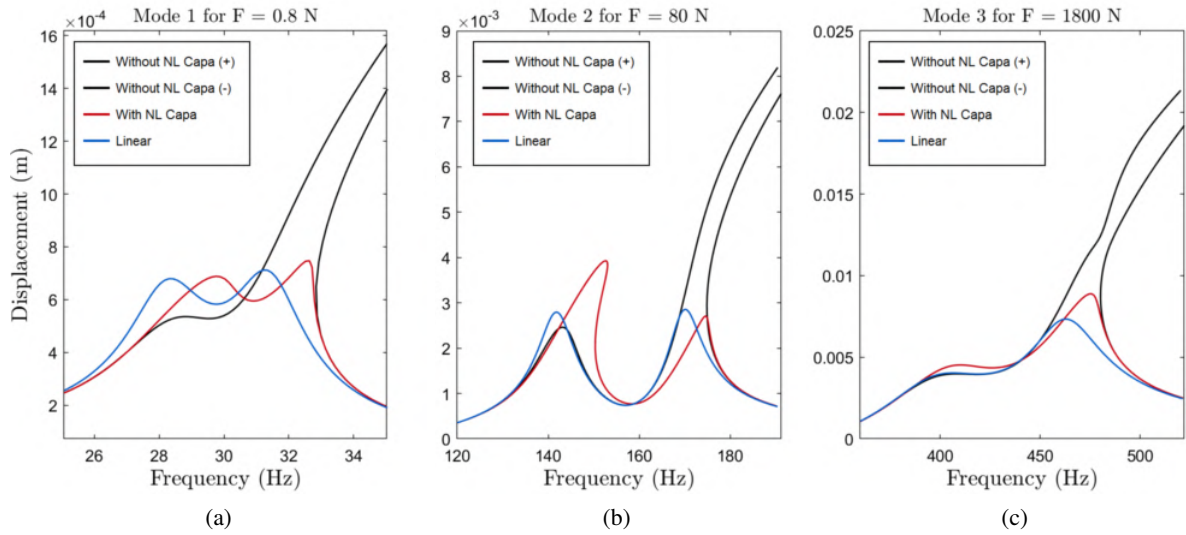 ×10⁻⁴ Mode 1 for F = 0.8 N
16
14
12
10
8
6
4
2
Displacement (m)
Without NL Capa (+)
Without NL Capa (-)
With NL Capa
Linear
26 28 30 32 34
Frequency (Hz)
(a)
×10⁻³ Mode 2 for F = 80 N
9
8
7
6
5
4
3
2
1
0
Without NL Capa (+)
Without NL Capa (-)
With NL Capa
Linear
120 140 160 180
Frequency (Hz)
(b)
Mode 3 for F = 1800 N
0.025
0.02
0.015
0.01
0.005
0
Without NL Capa (+)
Without NL Capa (-)
With NL Capa
Linear
400 450 500
Frequency (Hz)
(c)